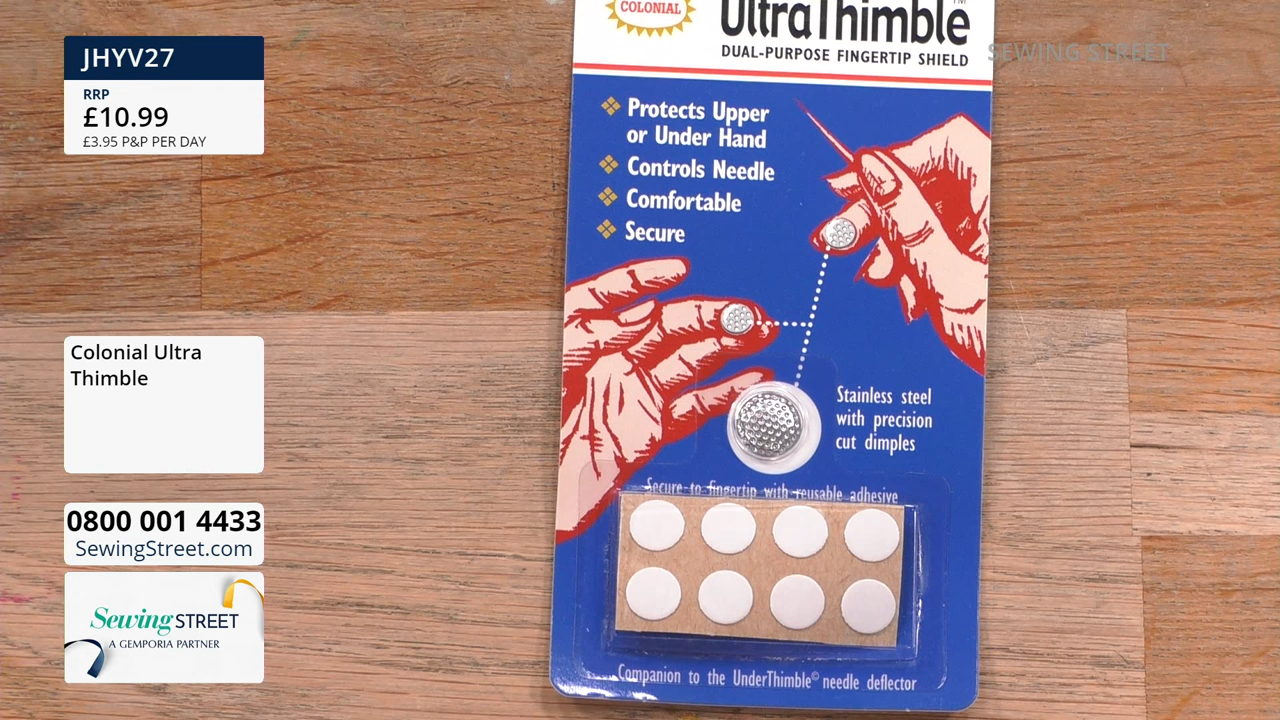 JHYV27
RRP
£10.99
£3.95 P&P PER DAY
Colonial Ultra
Thimble
0800 001 4433
SewingStreet.com
Sewing STREET
A GEMPORIA PARTNER
SEWING STREET
COLONIAL
UltraThimble™
DUAL-PURPOSE FINGERTIP SHIELD
Protects Upper
or Under Hand
Controls Needle
Comfortable
Secure
Stainless steel
with precision
cut dimples
Secure to fingertip with reusable adhesive
Companion to the UnderThimble© needle deflector